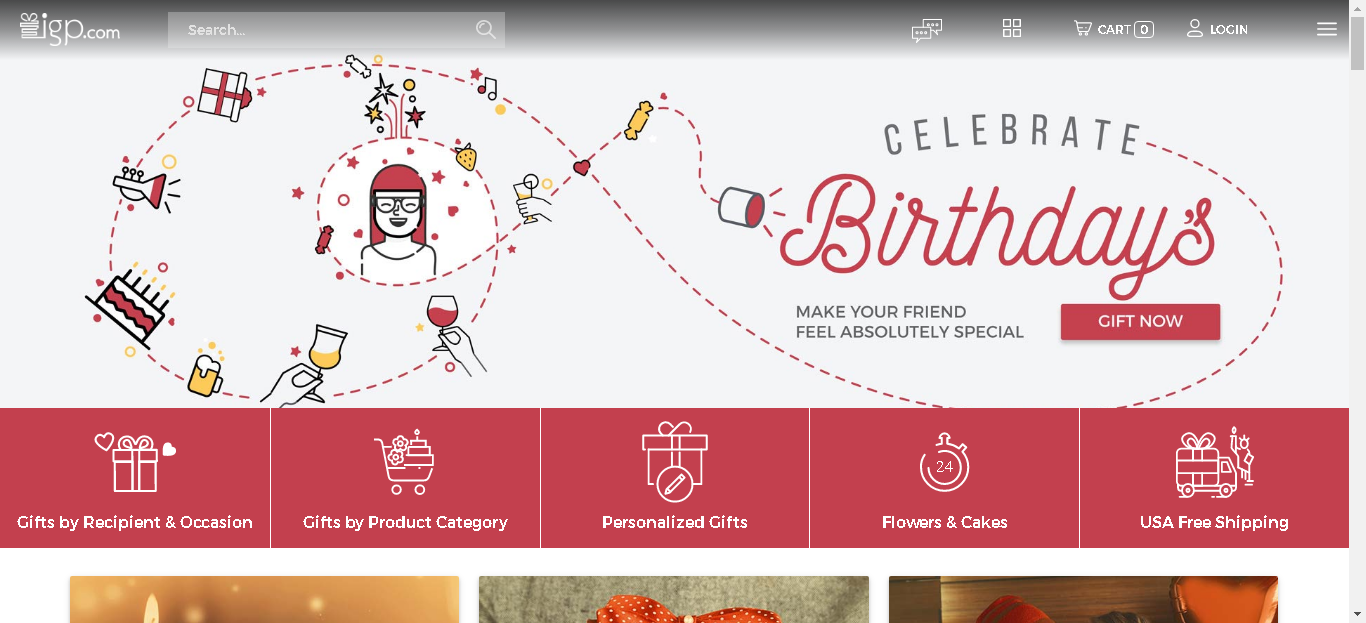 igp.com
Search...
CART 0
LOGIN
CELEBRATE
Birthday's
MAKE YOUR FRIEND
FEEL ABSOLUTELY SPECIAL
GIFT NOW
24
Gifts by Recipient & Occasion
Gifts by Product Category
Personalized Gifts
Flowers & Cakes
USA Free Shipping